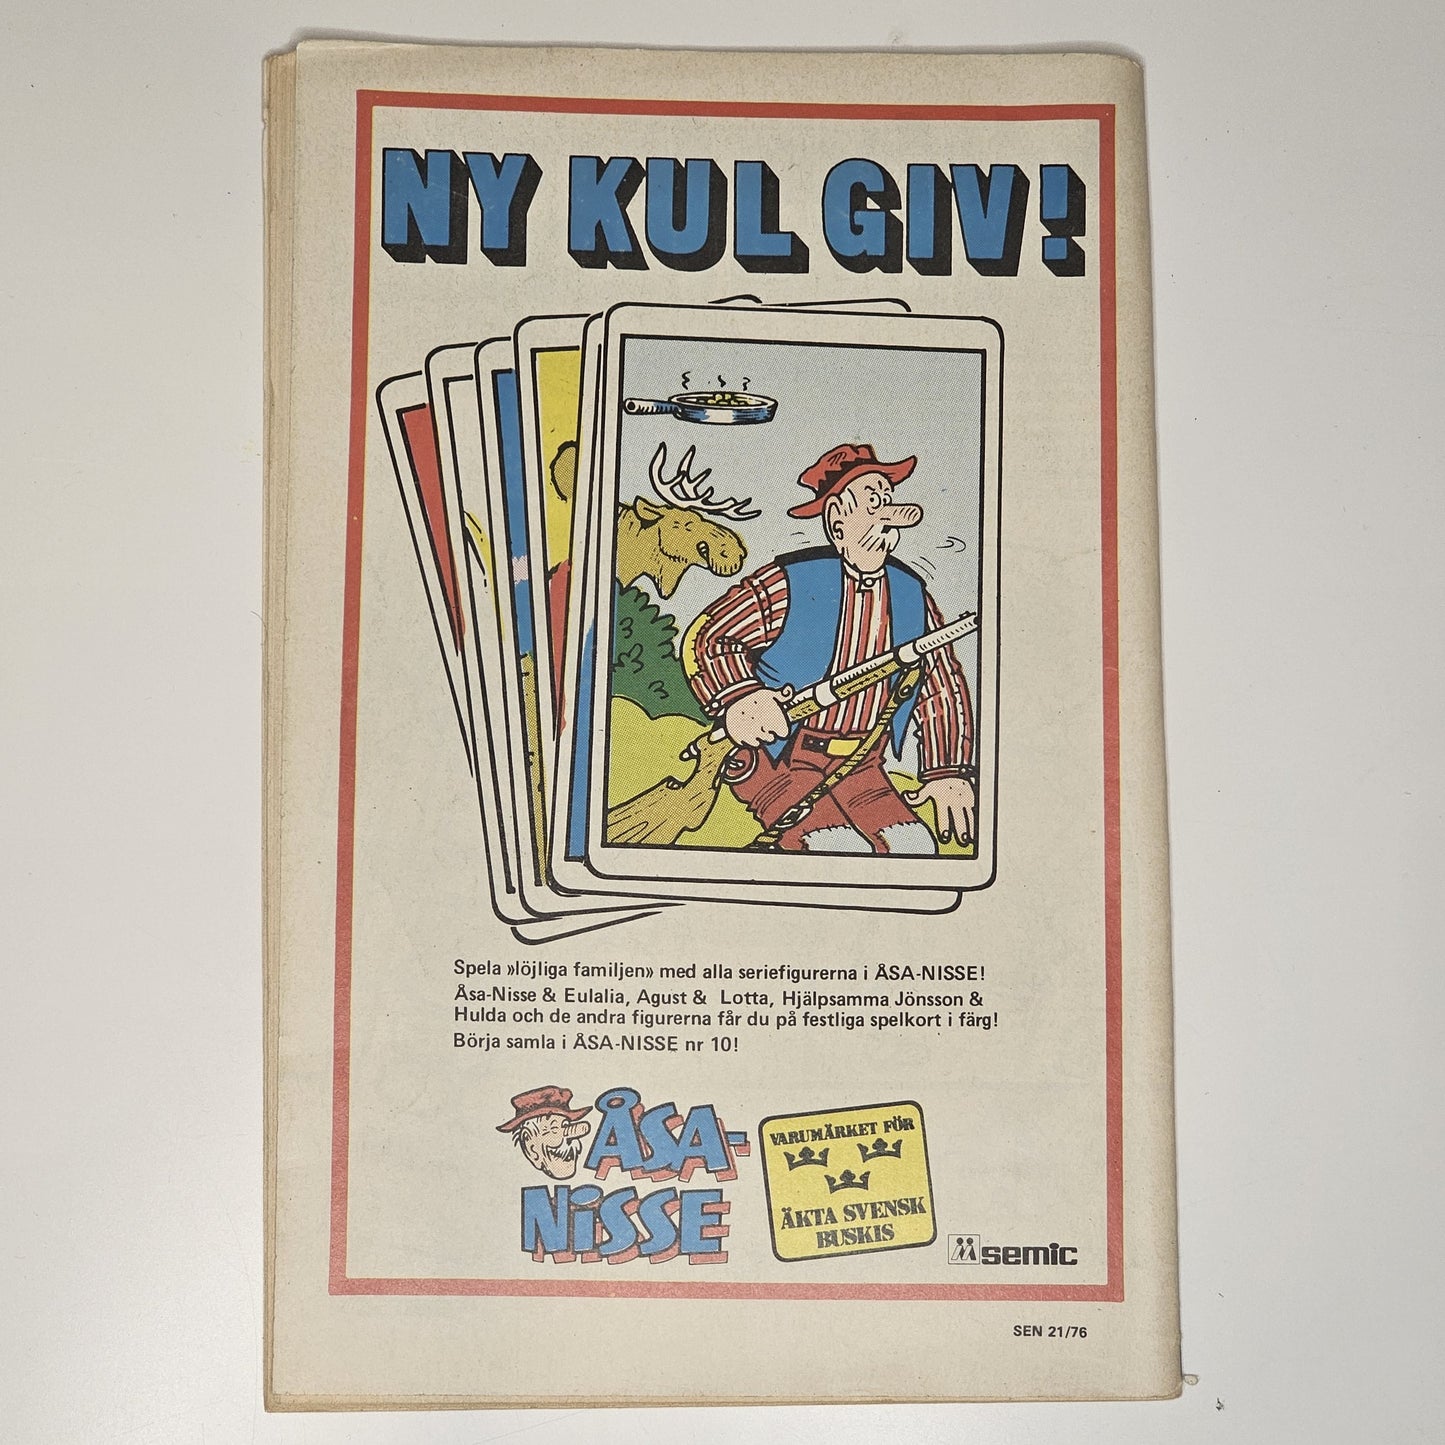 NY KUL GIV!
Spela »löjliga familjen» med alla seriefigurerna i ÅSA-NISSE!
Åsa-Nisse & Eulalia, Agust & Lotta, Hjälpsamma Jönsson &
Hulda och de andra figurerna får du på festliga spelkort i färg!
Börja samla i ÅSA-NISSE nr 10!
ÅSA-
NISSE
VARUMÄRKET FÖR
ÄKTA SVENSK
BUSKIS
semic
SEN 21/76